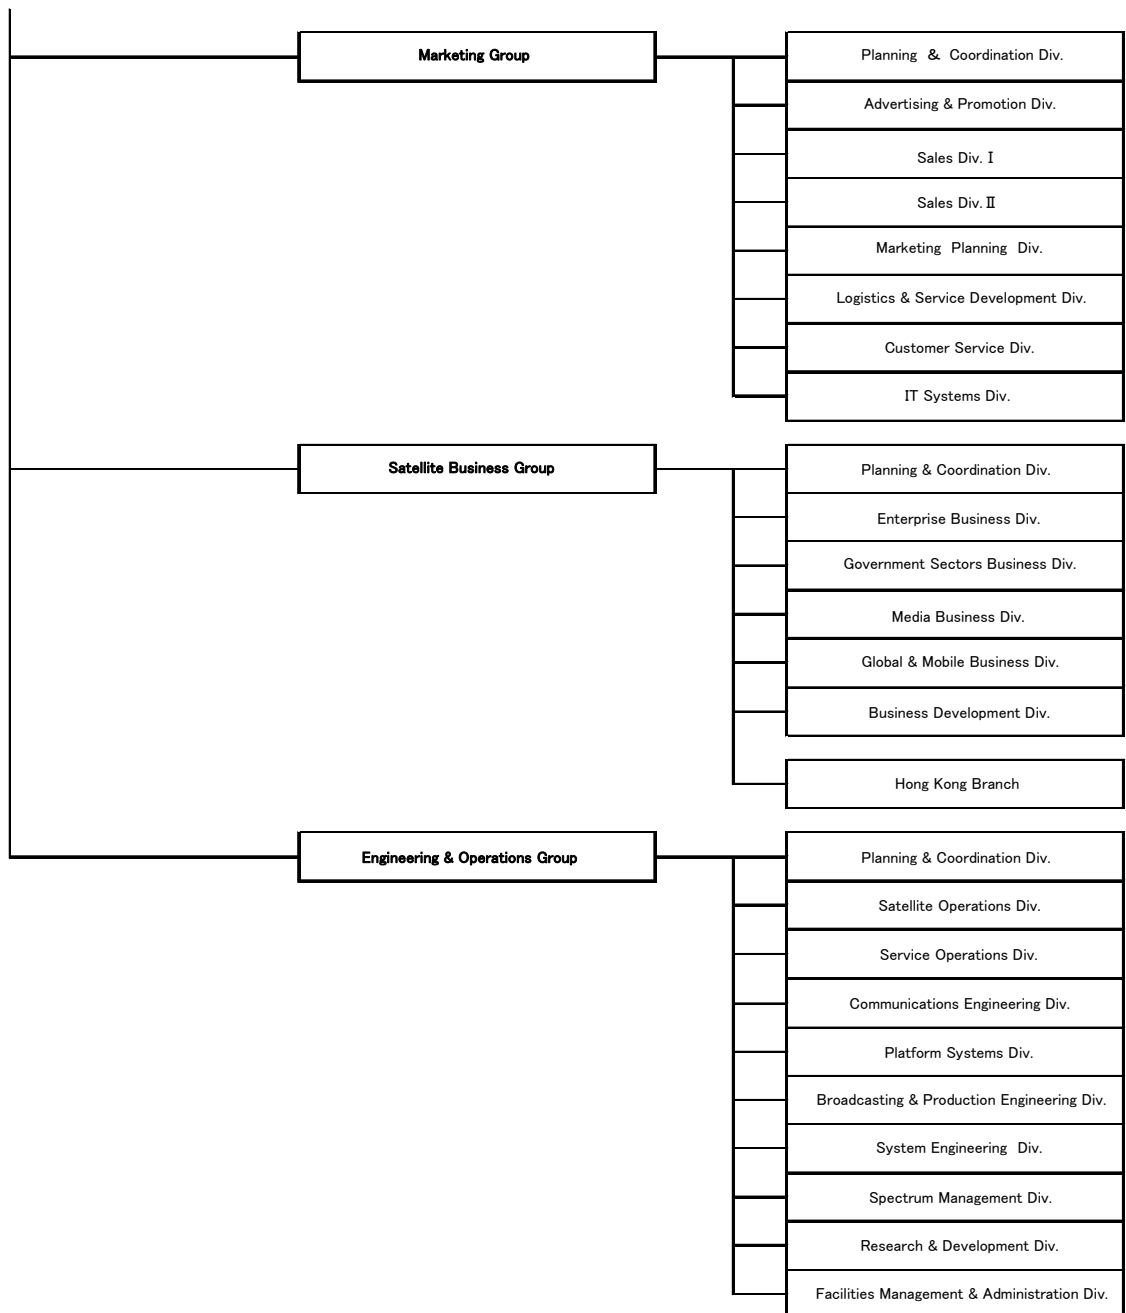 Marketing Group
Planning & Coordination Div.
Advertising & Promotion Div.
Sales Div. Ⅰ
Sales Div. Ⅱ
Marketing Planning Div.
Logistics & Service Development Div.
Customer Service Div.
IT Systems Div.
Satellite Business Group
Planning & Coordination Div.
Enterprise Business Div.
Government Sectors Business Div.
Media Business Div.
Global & Mobile Business Div.
Business Development Div.
Hong Kong Branch
Engineering & Operations Group
Planning & Coordination Div.
Satellite Operations Div.
Service Operations Div.
Communications Engineering Div.
Platform Systems Div.
Broadcasting & Production Engineering Div.
System Engineering Div.
Spectrum Management Div.
Research & Development Div.
Facilities Management & Administration Div.